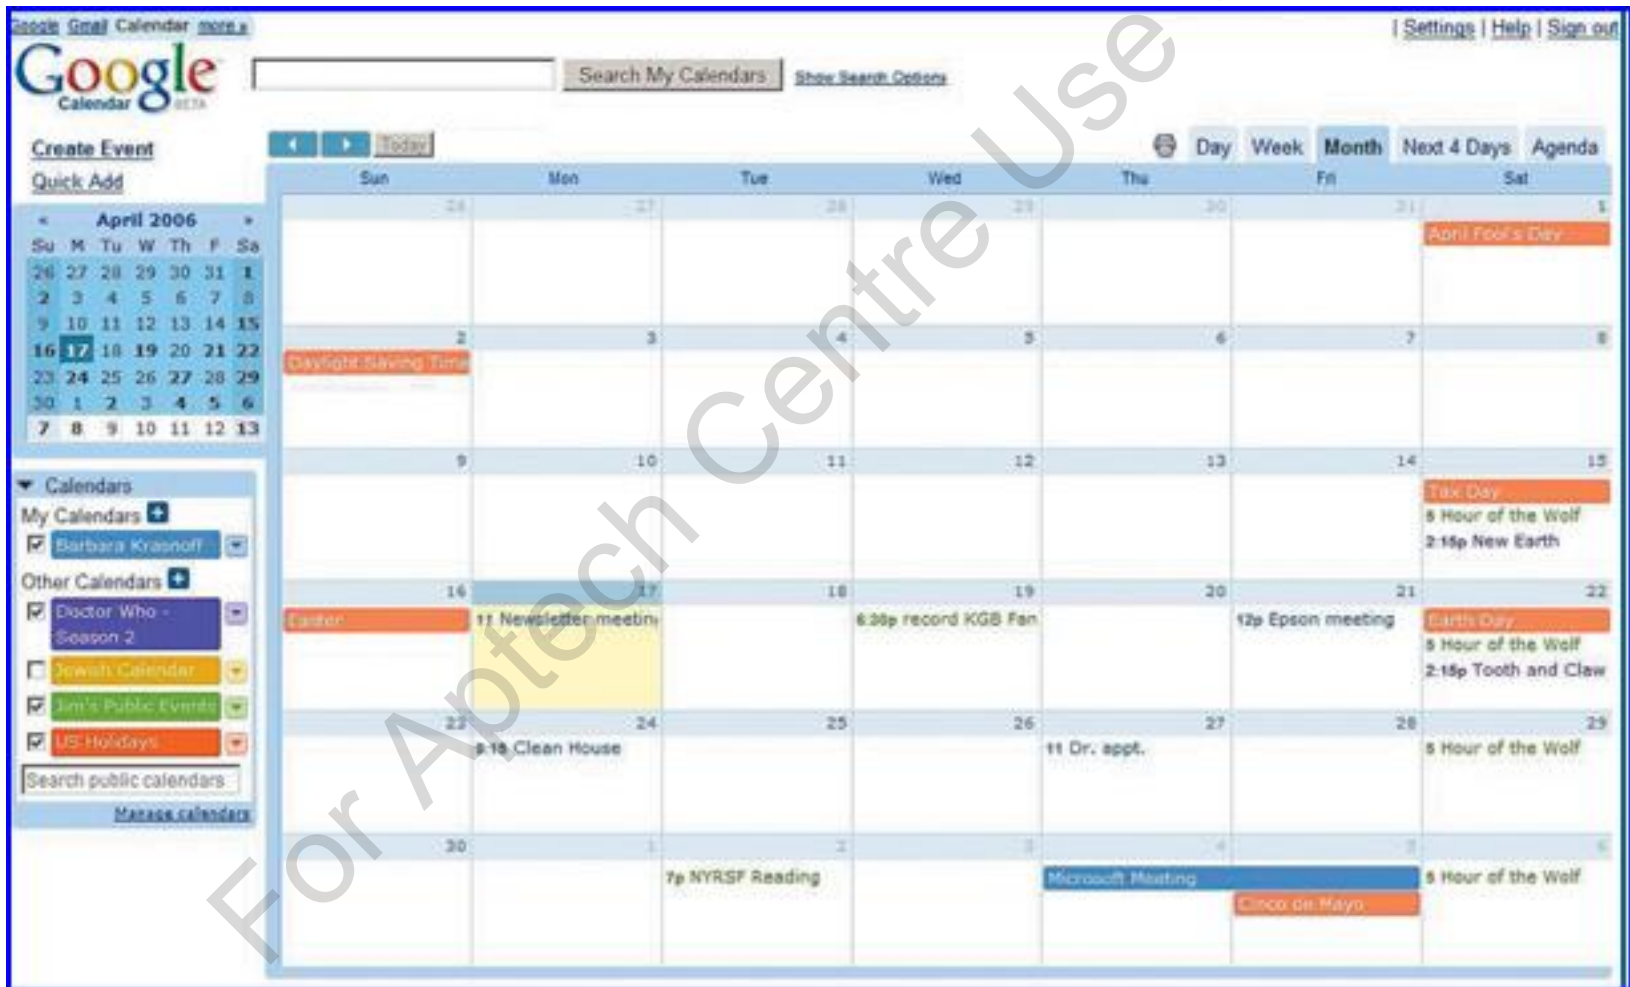 Google Gmail Calendar more »
| Settings | Help | Sign out
Google
Calendar BETA
Search My Calendars Show Search Options
Create Event
Quick Add
Today
Day Week Month Next 4 Days Agenda
« April 2006 »
Su M Tu W Th F Sa
26 27 28 29 30 31 1
2 3 4 5 6 7 8
9 10 11 12 13 14 15
16 17 18 19 20 21 22
23 24 25 26 27 28 29
30 1 2 3 4 5 6
7 8 9 10 11 12 13
Calendars
My Calendars
Barbara Krasnoff
Other Calendars
Doctor Who -
Season 2
Jewish Calendar
Jim's Public Events
US Holidays
Search public calendars
Manage calendars
Sun Mon Tue Wed Thu Fri Sat
26 27 28 29 30 31 1
April Fool's Day
2 3 4 5 6 7 8
Daylight Saving Time
9 10 11 12 13 14 15
Tax Day
5 Hour of the Wolf
2:15p New Earth
16 17 18 19 20 21 22
Easter 11 Newsletter meetin 6:30p record KGB Fan 12p Epson meeting Earth Day
5 Hour of the Wolf
2:15p Tooth and Claw
23 24 25 26 27 28 29
9:15 Clean House 11 Dr. appt. 5 Hour of the Wolf
30 1 2 3 4 5 6
7p NYRSF Reading Microsoft Meeting 5 Hour of the Wolf
Cinco de Mayo
For Aptech Centre Use